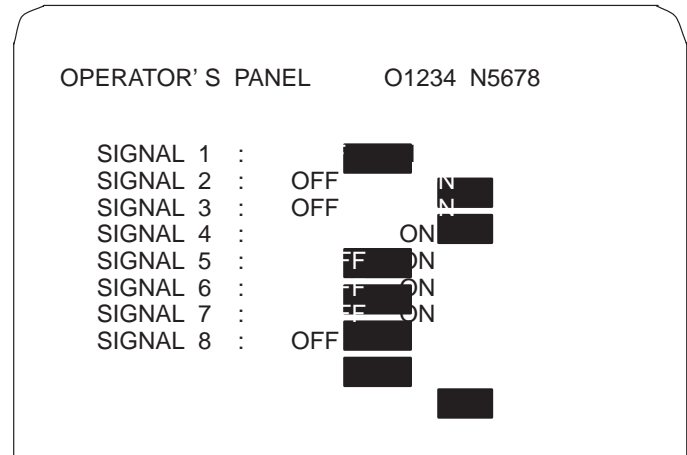 OPERATOR' S PANEL O1234 N5678
SIGNAL 1 :
SIGNAL 2 : OFF
SIGNAL 3 : OFF
SIGNAL 4 : ON
SIGNAL 5 : ON
SIGNAL 6 : ON
SIGNAL 7 : ON
SIGNAL 8 : OFF